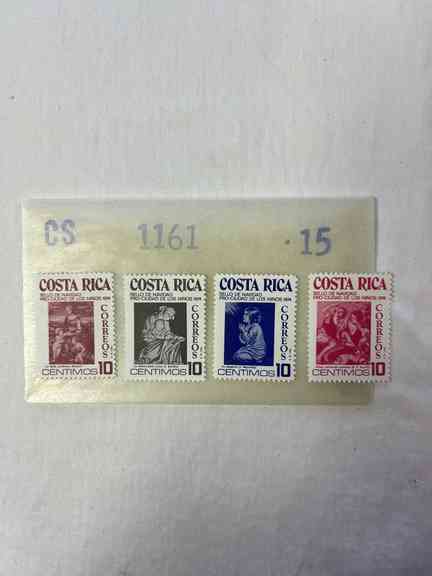 CS 1161 .15
COSTA RICA
SELLO DE NAVIDAD
PRO-CIUDAD DE LOS NIÑOS 1974
CORREOS
CENTIMOS 10
COSTA RICA
SELLO DE NAVIDAD
PRO-CIUDAD DE LOS NIÑOS 1974
CORREOS
CENTIMOS 10
COSTA RICA
SELLO DE NAVIDAD
PRO-CIUDAD DE LOS NIÑOS 1974
CORREOS
CENTIMOS 10
COSTA RICA
SELLO DE NAVIDAD
PRO-CIUDAD DE LOS NIÑOS 1974
CORREOS
CENTIMOS 10